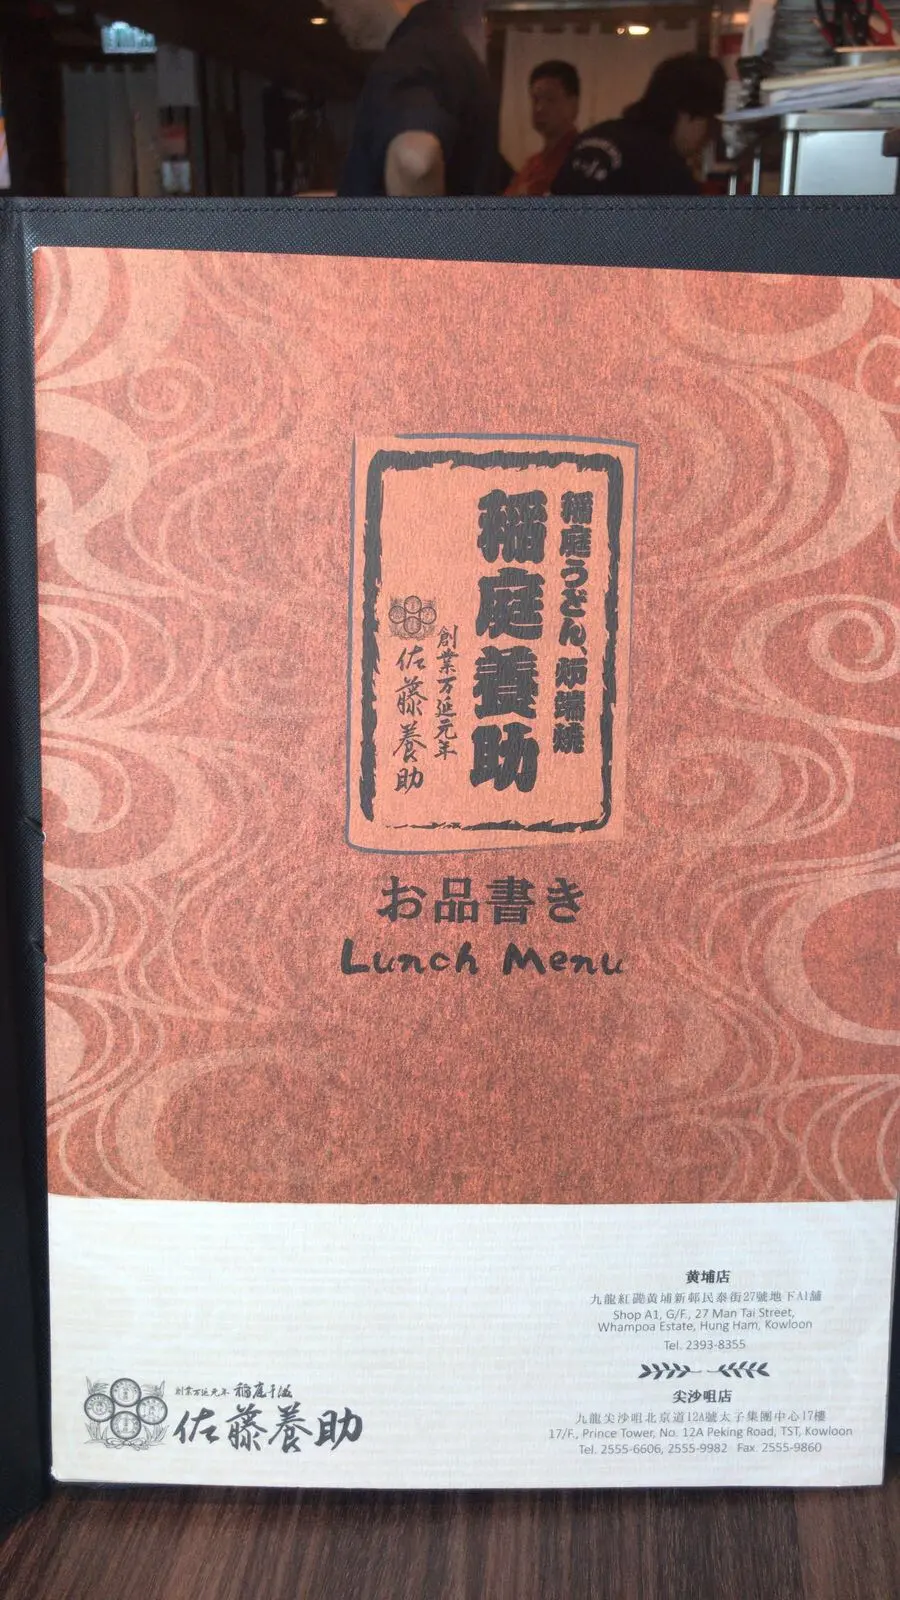 稲庭うどん、炉端焼
稲庭養助
創業万延元年
佐藤養助
お品書き
Lunch Menu
黄埔店
九龍紅磡黃埔新邨民泰街27號地下A1舖
Shop A1, G/F., 27 Man Tai Street,
Whampoa Estate, Hung Ham, Kowloon
Tel. 2393-8355
尖沙咀店
九龍尖沙咀北京道12A號太子集團中心17樓
17/F., Prince Tower, No. 12A Peking Road, TST, Kowloon
Tel. 2555-6606, 2555-9982 Fax. 2555-9860
創業万延元年 稲庭干温
佐藤養助